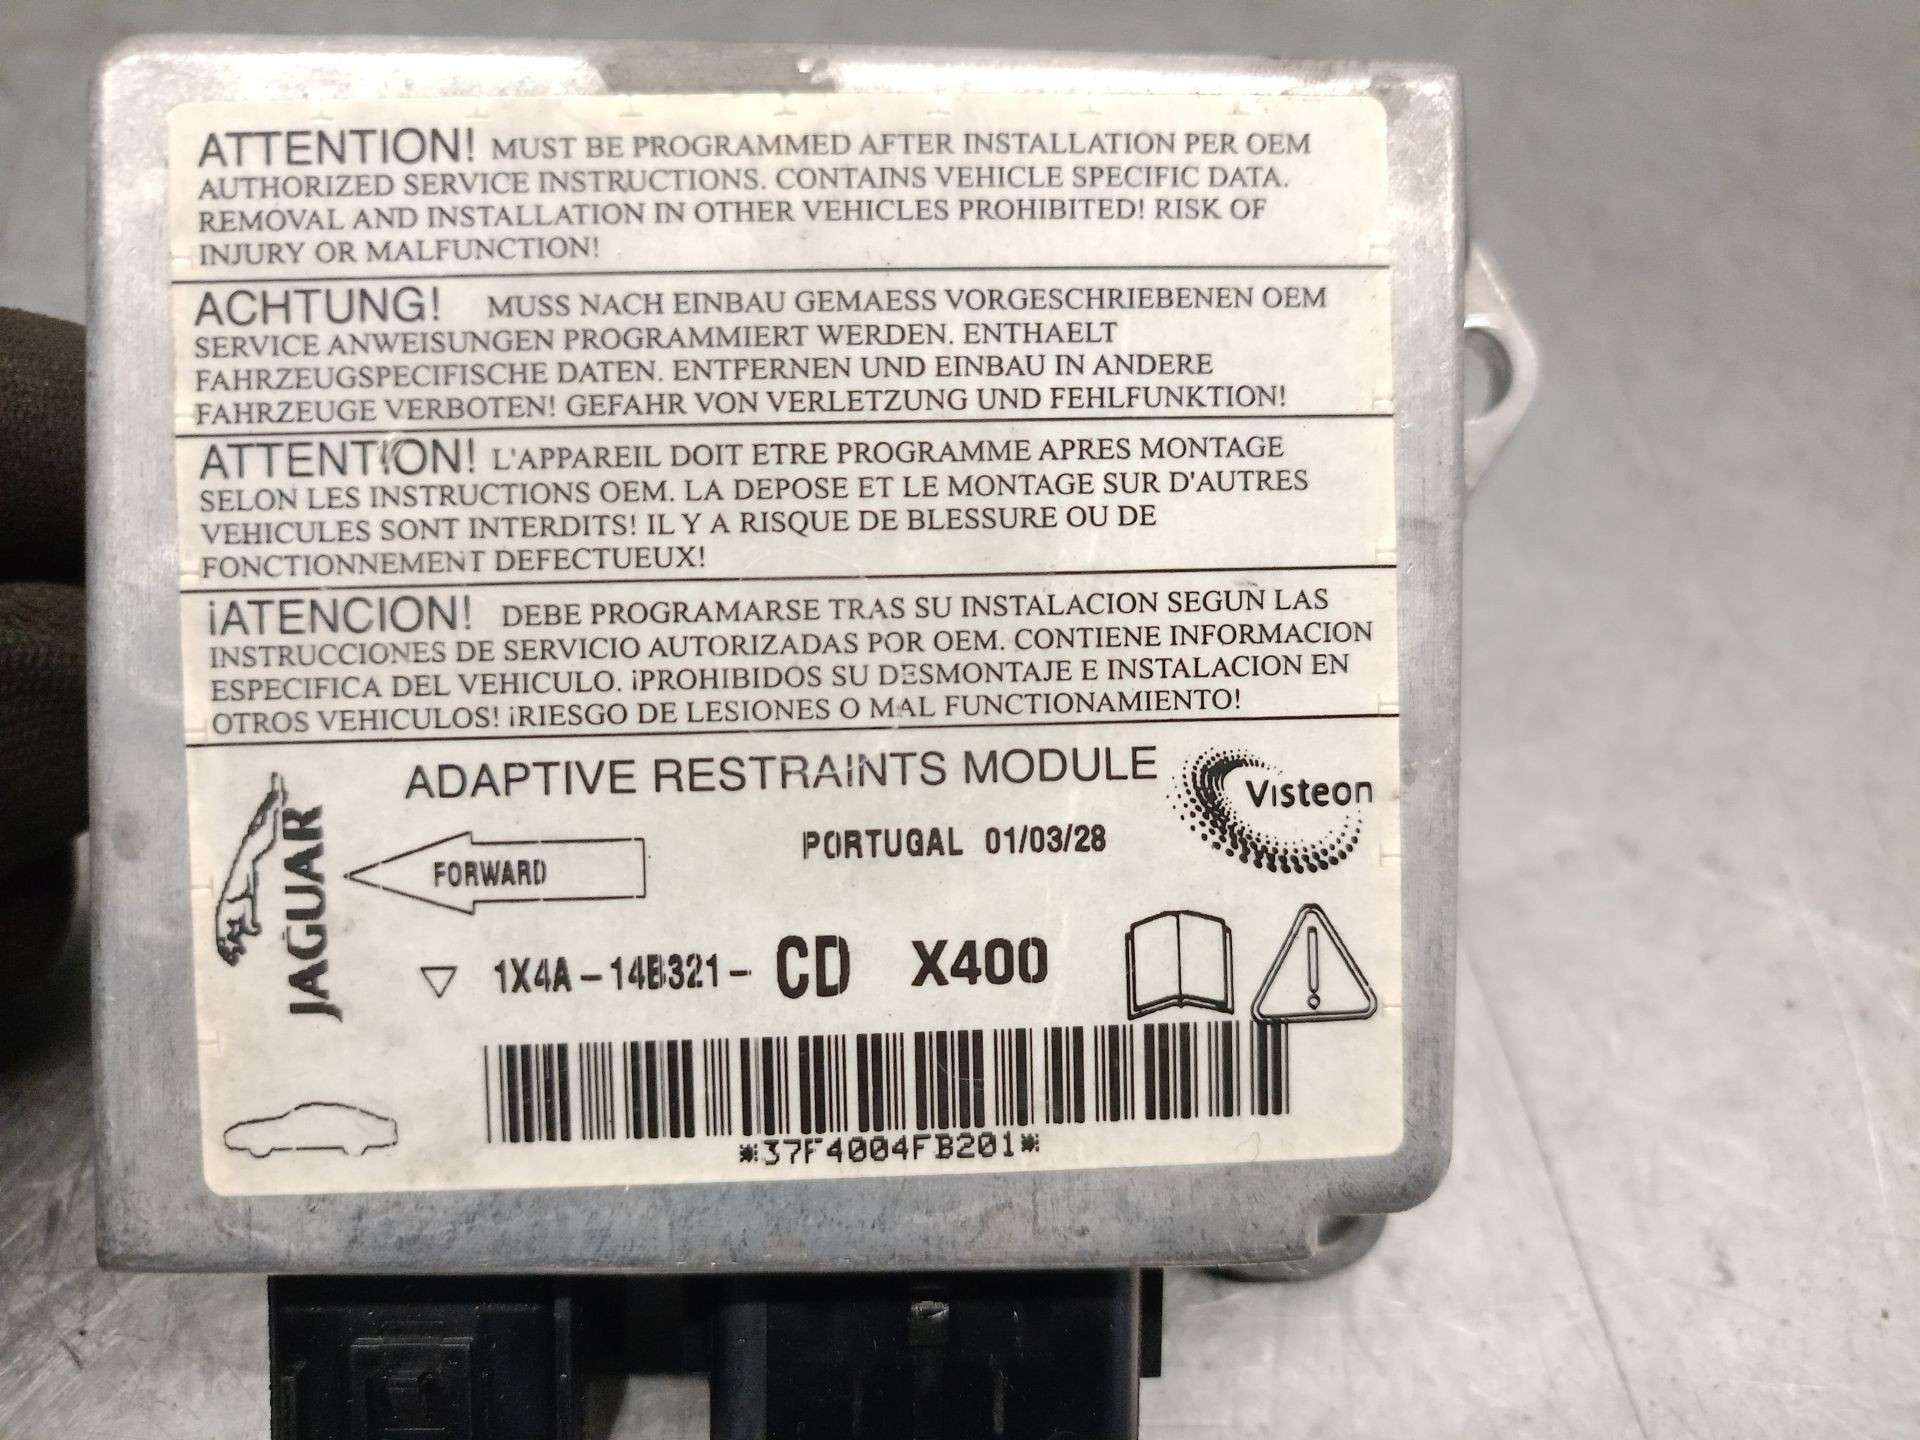 ATTENTION! MUST BE PROGRAMMED AFTER INSTALLATION PER OEM
AUTHORIZED SERVICE INSTRUCTIONS. CONTAINS VEHICLE SPECIFIC DATA.
REMOVAL AND INSTALLATION IN OTHER VEHICLES PROHIBITED! RISK OF
INJURY OR MALFUNCTION!
ACHTUNG! MUSS NACH EINBAU GEMAESS VORGESCHRIEBENEN OEM
SERVICE ANWEISUNGEN PROGRAMMIERT WERDEN. ENTHAELT
FAHRZEUGSPECIFISCHE DATEN. ENTFERNEN UND EINBAU IN ANDERE
FAHRZEUGE VERBOTEN! GEFAHR VON VERLETZUNG UND FEHLFUNKTION!
ATTENTION! L'APPAREIL DOIT ETRE PROGRAMME APRES MONTAGE
SELON LES INSTRUCTIONS OEM. LA DEPOSE ET LE MONTAGE SUR D'AUTRES
VEHICULES SONT INTERDITS! IL Y A RISQUE DE BLESSURE OU DE
FONCTIONNEMENT DEFECTUEUX!
¡ATENCION! DEBE PROGRAMARSE TRAS SU INSTALACION SEGUN LAS
INSTRUCCIONES DE SERVICIO AUTORIZADAS POR OEM. CONTIENE INFORMACION
ESPECIFICA DEL VEHICULO. ¡PROHIBIDOS SU DESMONTAJE E INSTALACION EN
OTROS VEHICULOS! ¡RIESGO DE LESIONES O MAL FUNCTIONAMIENTO!
ADAPTIVE RESTRAINTS MODULE
Visteon
JAGUAR
PORTUGAL 01/03/28
FORWARD
1X4A-14B321- CD X400
*37F4004FB201*